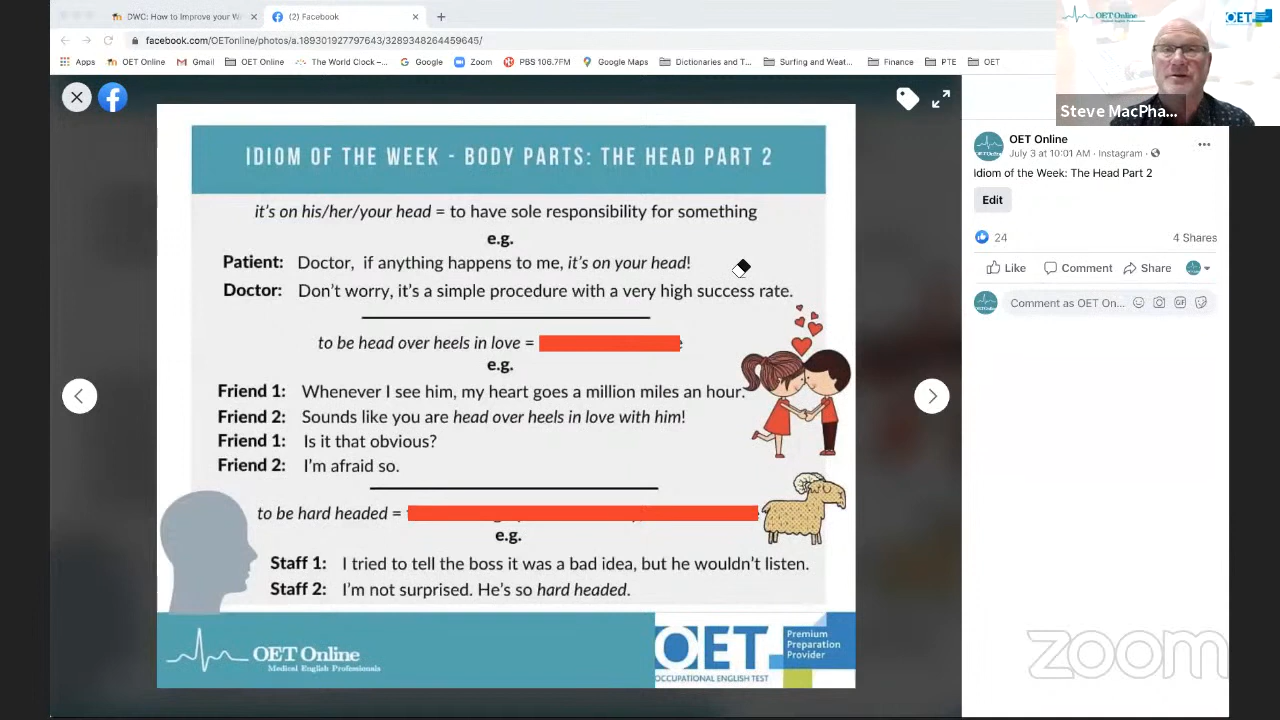 DWC: How to Improve your W
(2) Facebook
facebook.com/OETonline/photos/a.189301927797643/3289348264459645/
Apps
OET Online
Gmail
OET Online
The World Clock –...
Google
Zoom
PBS 106.7FM
Google Maps
Dictionaries and T...
Surfing and Weat...
Finance
PTE
OET
OET Online
OET
Steve MacPha...
IDIOM OF THE WEEK - BODY PARTS: THE HEAD PART 2
it's on his/her/your head = to have sole responsibility for something
e.g.
Patient: Doctor, if anything happens to me, it's on your head!
Doctor: Don't worry, it's a simple procedure with a very high success rate.
to be head over heels in love =
e.g.
Friend 1: Whenever I see him, my heart goes a million miles an hour.
Friend 2: Sounds like you are head over heels in love with him!
Friend 1: Is it that obvious?
Friend 2: I'm afraid so.
to be hard headed =
e.g.
Staff 1: I tried to tell the boss it was a bad idea, but he wouldn't listen.
Staff 2: I'm not surprised. He's so hard headed.
OET Online
Medical English Professionals
OET
OCCUPATIONAL ENGLISH TEST
Premium
Preparation
Provider
OET Online
July 3 at 10:01 AM · Instagram ·
Idiom of the Week: The Head Part 2
Edit
24
4 Shares
Like
Comment
Share
Comment as OET On...
GIF
zoom